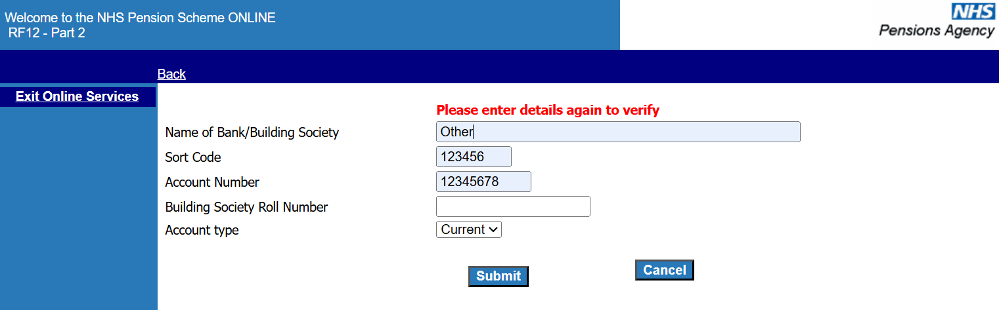 Welcome to the NHS Pension Scheme ONLINE
RF12 - Part 2
NHS
Pensions Agency
Back
Exit Online Services
Please enter details again to verify
Name of Bank/Building Society Other
Sort Code 123456
Account Number 12345678
Building Society Roll Number
Account type Current
Submit Cancel